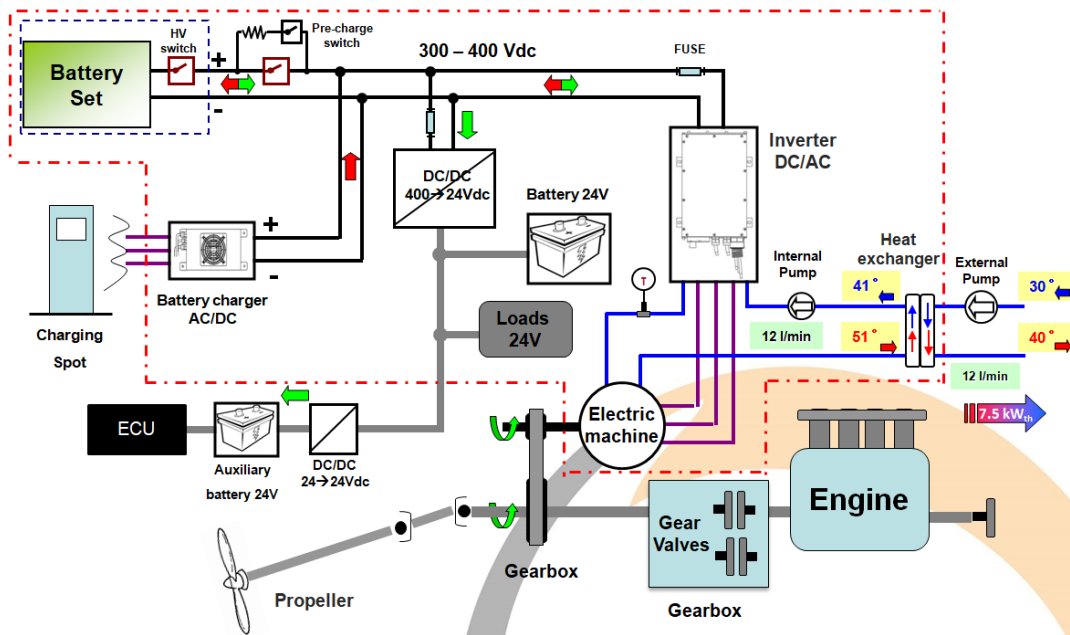 HV
switch
Pre-charge
switch
+
-
Battery
Set
300 – 400 Vdc
FUSE
Inverter
DC/AC
DC/DC
400→24Vdc
Battery 24V
+
-
Battery charger
AC/DC
Charging
Spot
Loads
24V
T
Internal
Pump
12 l/min
Heat
exchanger
41°
51°
External
Pump
30°
40°
12 l/min
7.5 kWth
ECU
Auxiliary
battery 24V
DC/DC
24→24Vdc
Electric
machine
Engine
Gear
Valves
Gearbox
Gearbox
Propeller